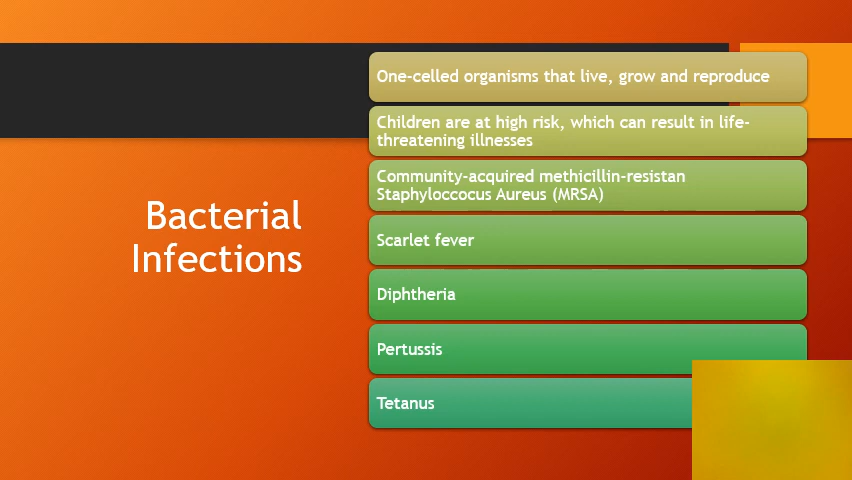 Bacterial
Infections
One-celled organisms that live, grow and reproduce
Children are at high risk, which can result in life-
threatening illnesses
Community-acquired methicillin-resistan
Staphyloccocus Aureus (MRSA)
Scarlet fever
Diphtheria
Pertussis
Tetanus